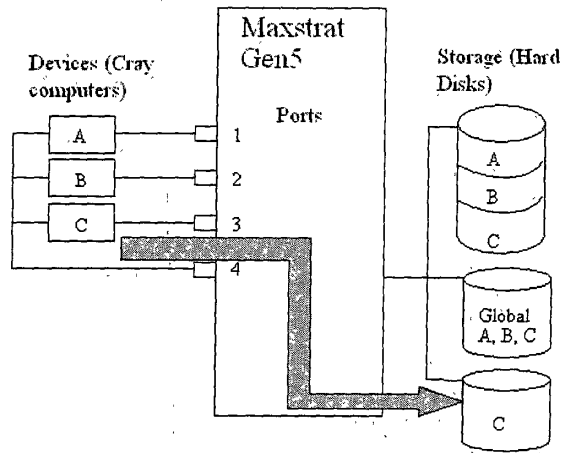 Maxstrat
Gen5
Devices (Cray
computers)
Storage (Hard
Disks)
Ports
A
1
B
2
C
3
4
A
B
C
Global
A, B, C
C